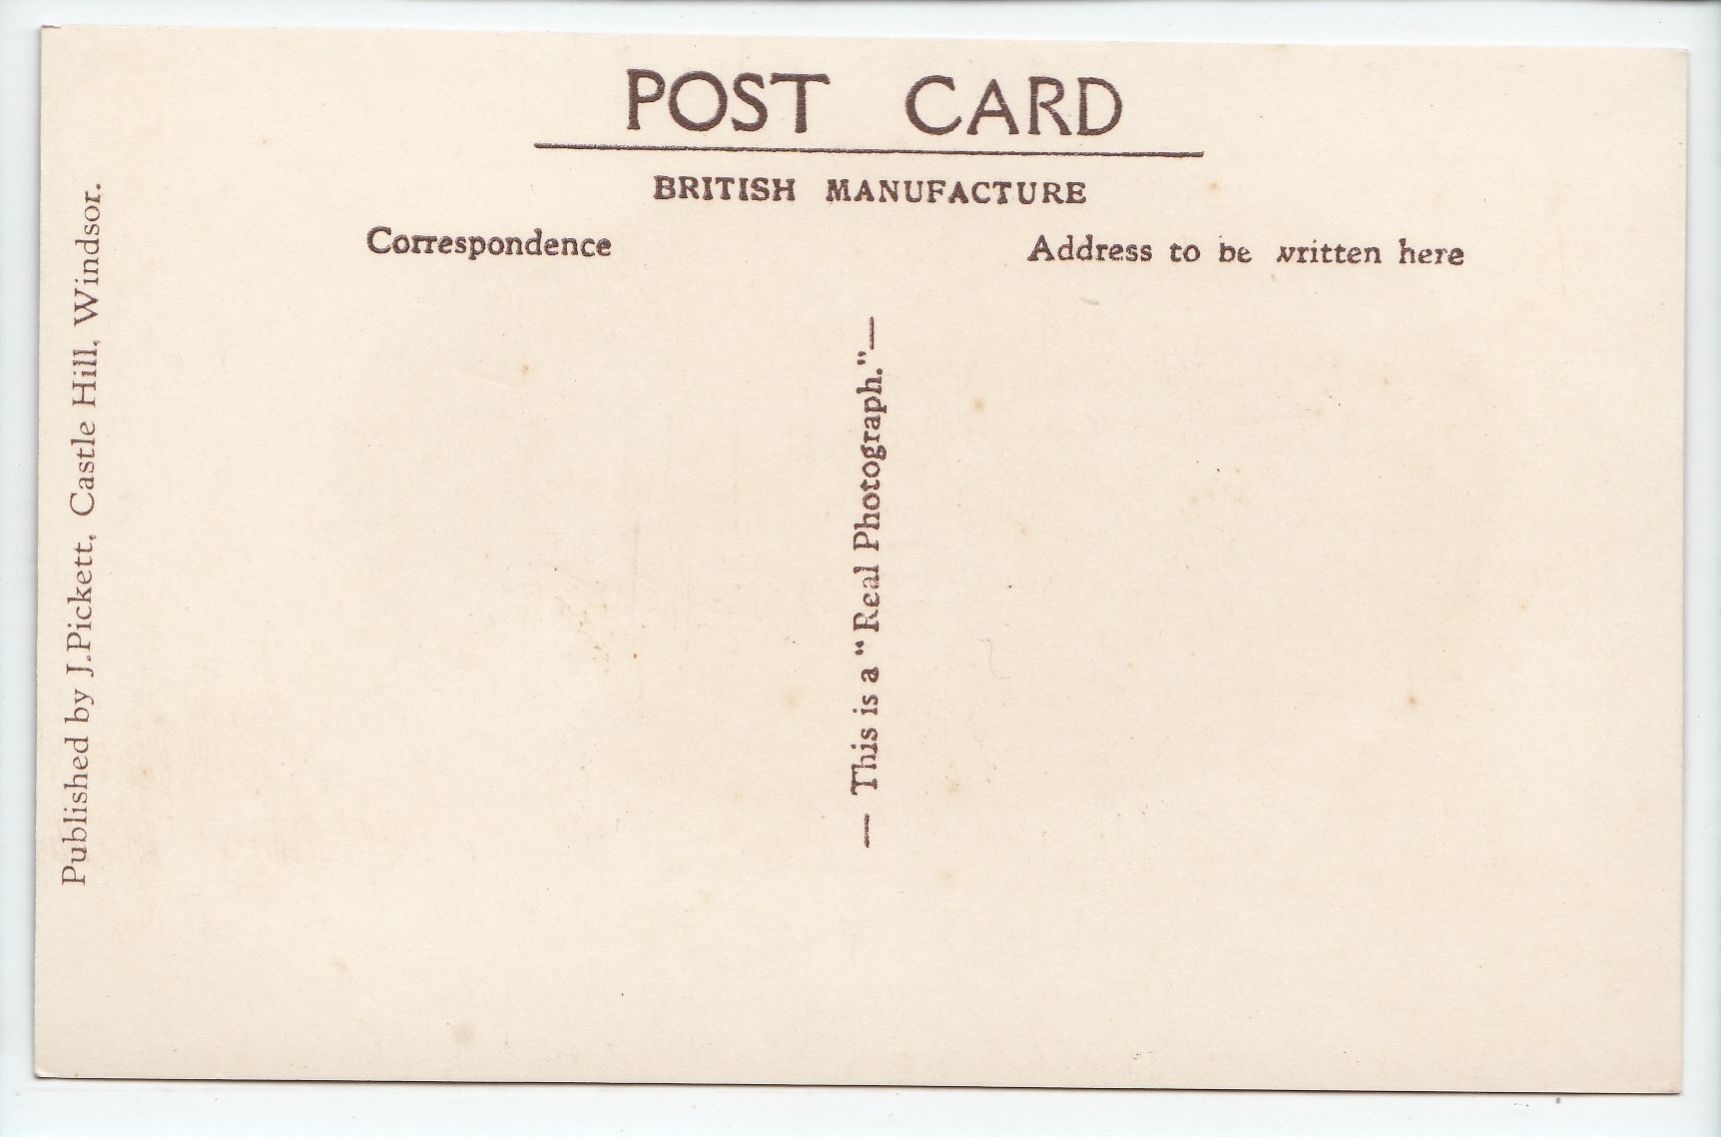 POST CARD
BRITISH MANUFACTURE
Correspondence
Address to be written here
— This is a "Real Photograph." —
Published by J.Pickett, Castle Hill, Windsor.